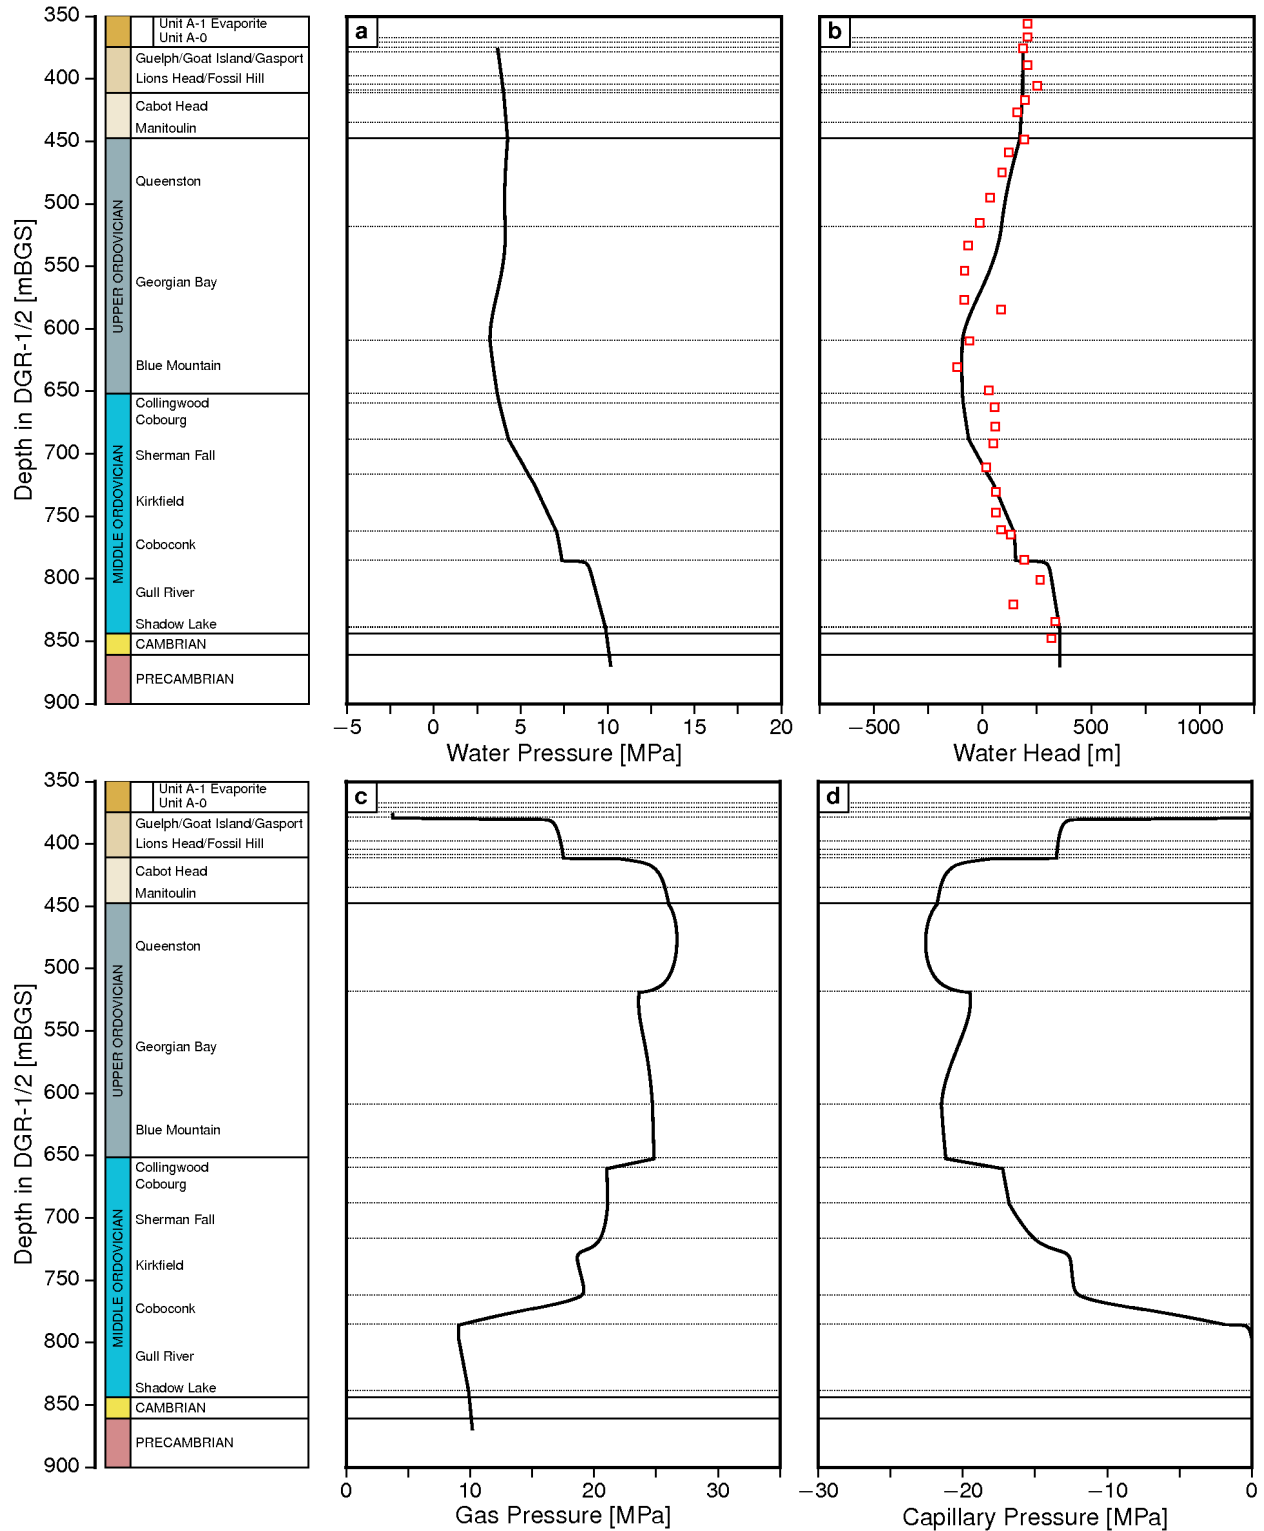 350
400
450
500
550
600
650
700
750
800
850
900
Depth in DGR-1/2 [mBGS]
Unit A-1 Evaporite
Unit A-0
Guelph/Goat Island/Gasport
Lions Head/Fossil Hill
Cabot Head
Manitoulin
UPPER ORDOVICIAN
Queenston
Georgian Bay
Blue Mountain
MIDDLE ORDOVICIAN
Collingwood
Cobourg
Sherman Fall
Kirkfield
Coboconk
Gull River
Shadow Lake
CAMBRIAN
PRECAMBRIAN
a
−5 0 5 10 15 20
Water Pressure [MPa]
b
−500 0 500 1000
Water Head [m]
350
400
450
500
550
600
650
700
750
800
850
900
Depth in DGR-1/2 [mBGS]
Unit A-1 Evaporite
Unit A-0
Guelph/Goat Island/Gasport
Lions Head/Fossil Hill
Cabot Head
Manitoulin
UPPER ORDOVICIAN
Queenston
Georgian Bay
Blue Mountain
MIDDLE ORDOVICIAN
Collingwood
Cobourg
Sherman Fall
Kirkfield
Coboconk
Gull River
Shadow Lake
CAMBRIAN
PRECAMBRIAN
c
0 10 20 30
Gas Pressure [MPa]
d
−30 −20 −10 0
Capillary Pressure [MPa]